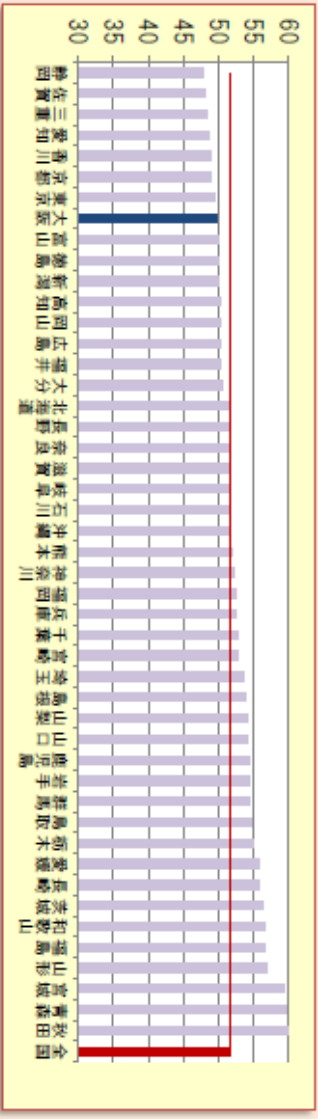 60
55
50
45
40
35
30
静岡
佐賀
三重
愛知
香川
京都
東京
大阪
富山
徳島
新潟
高知
岡山
広島
福井
大分
北海道
長野
奈良
滋賀
岐阜
石川
沖縄
熊本
神奈川
福岡
兵庫
千葉
宮崎
埼玉
島根
山梨
山口
鹿児島
岩手
群馬
鳥取
栃木
愛媛
長崎
茨城
和歌山
福島
山形
宮城
青森
秋田
全国